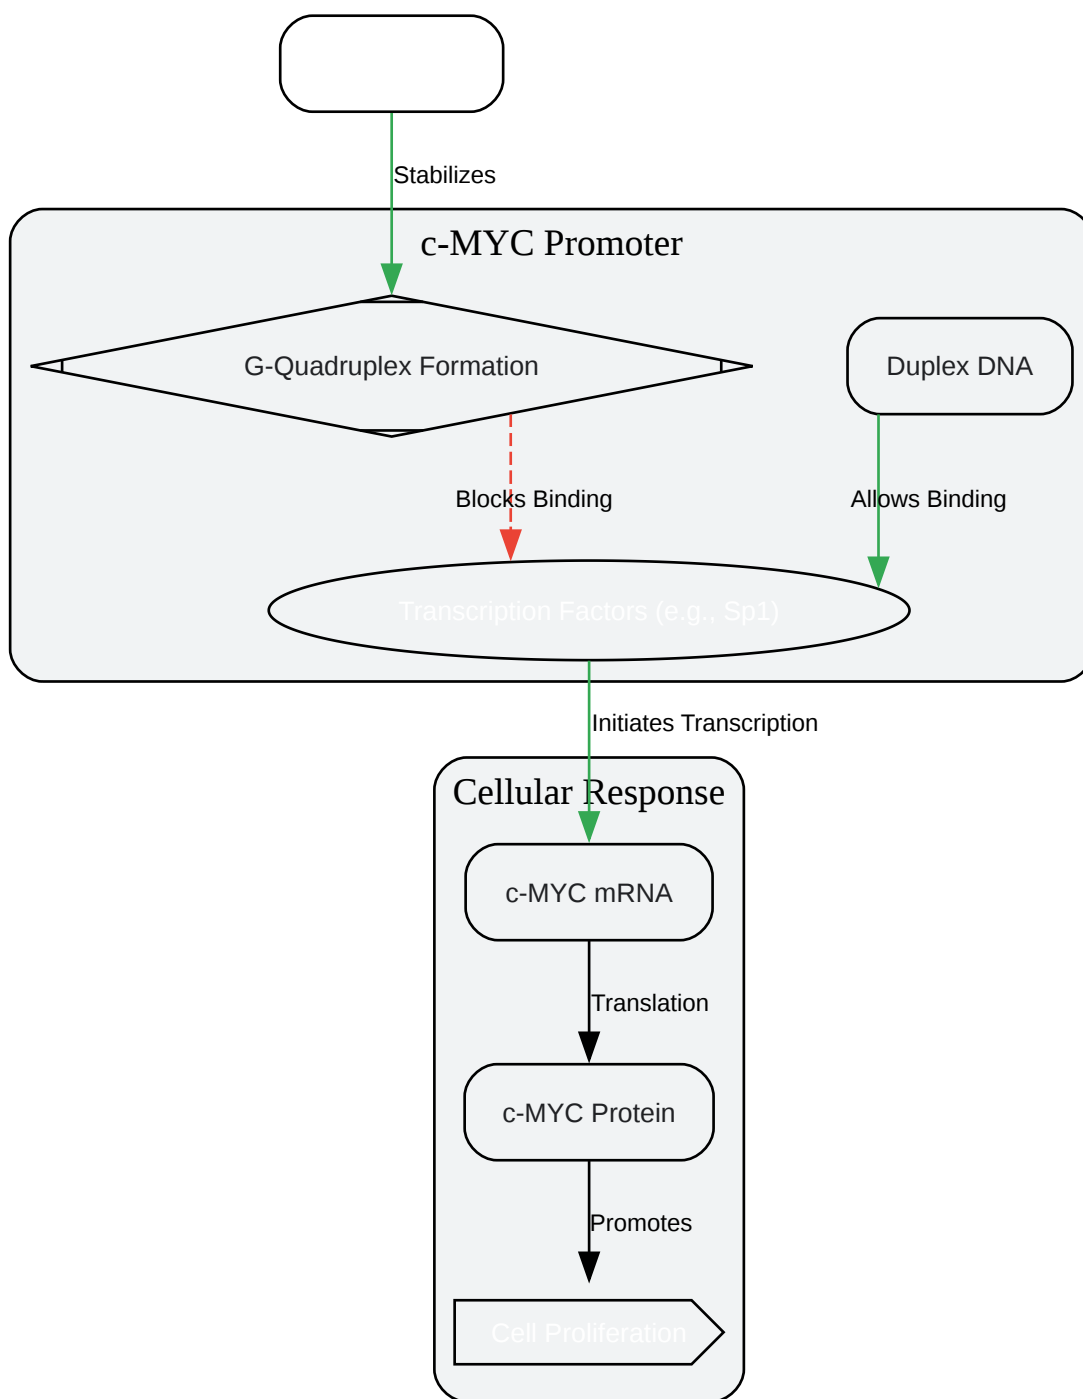 Stabilizes
c-MYC Promoter
G-Quadruplex Formation
Duplex DNA
Blocks Binding
Allows Binding
Transcription Factors (e.g., Sp1)
Initiates Transcription
Cellular Response
c-MYC mRNA
Translation
c-MYC Protein
Promotes
Cell Proliferation